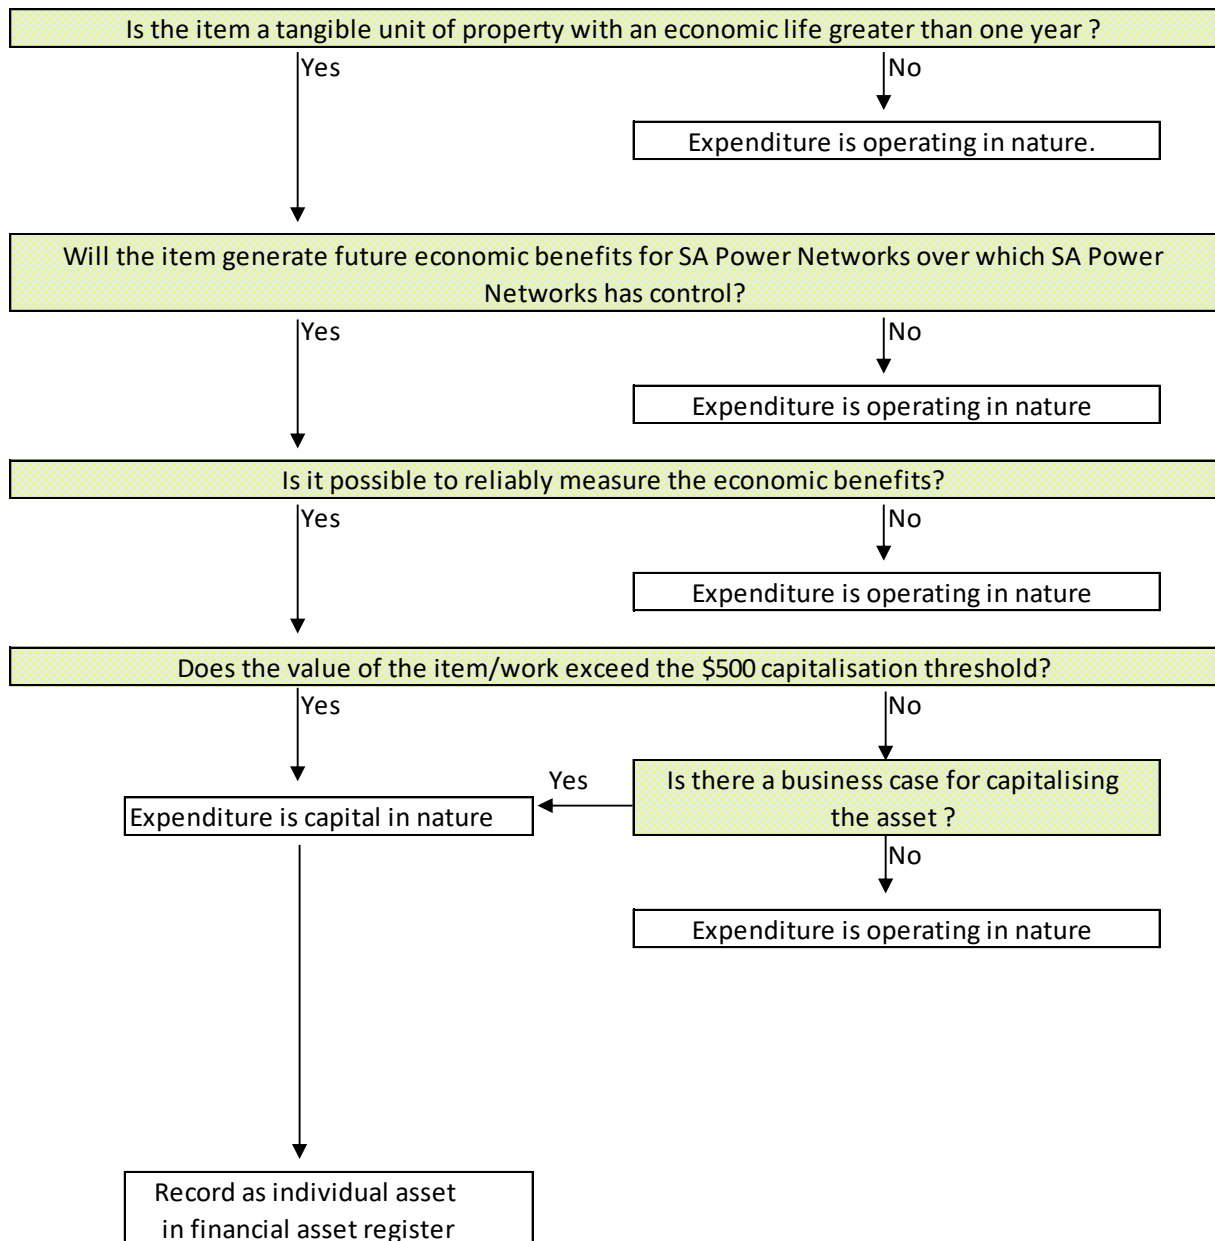 Is the item a tangible unit of property with an economic life greater than one year ?
Yes
No
Expenditure is operating in nature.
Will the item generate future economic benefits for SA Power Networks over which SA Power
Networks has control?
Yes
No
Expenditure is operating in nature
Is it possible to reliably measure the economic benefits?
Yes
No
Expenditure is operating in nature
Does the value of the item/work exceed the $500 capitalisation threshold?
Yes
No
Is there a business case for capitalising
the asset ?
Yes
Expenditure is capital in nature
No
Expenditure is operating in nature
Record as individual asset
in financial asset register